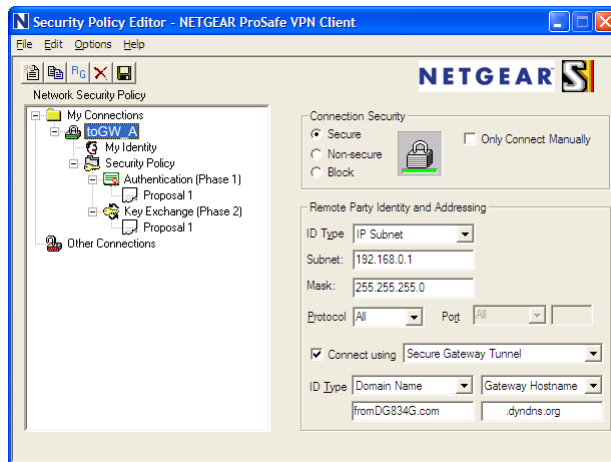 N Security Policy Editor - NETGEAR ProSafe VPN Client
File Edit Options Help
RG
NETGEAR
Network Security Policy
My Connections
toGW_A
My Identity
Security Policy
Authentication (Phase 1)
Proposal 1
Key Exchange (Phase 2)
Proposal 1
Other Connections
Connection Security
Secure
Non-secure
Block
Only Connect Manually
Remote Party Identity and Addressing
ID Type IP Subnet
Subnet: 192.168.0.1
Mask: 255.255.255.0
Protocol All Port All
Connect using Secure Gateway Tunnel
ID Type Domain Name Gateway Hostname
fromDG834G.com .dyndns.org